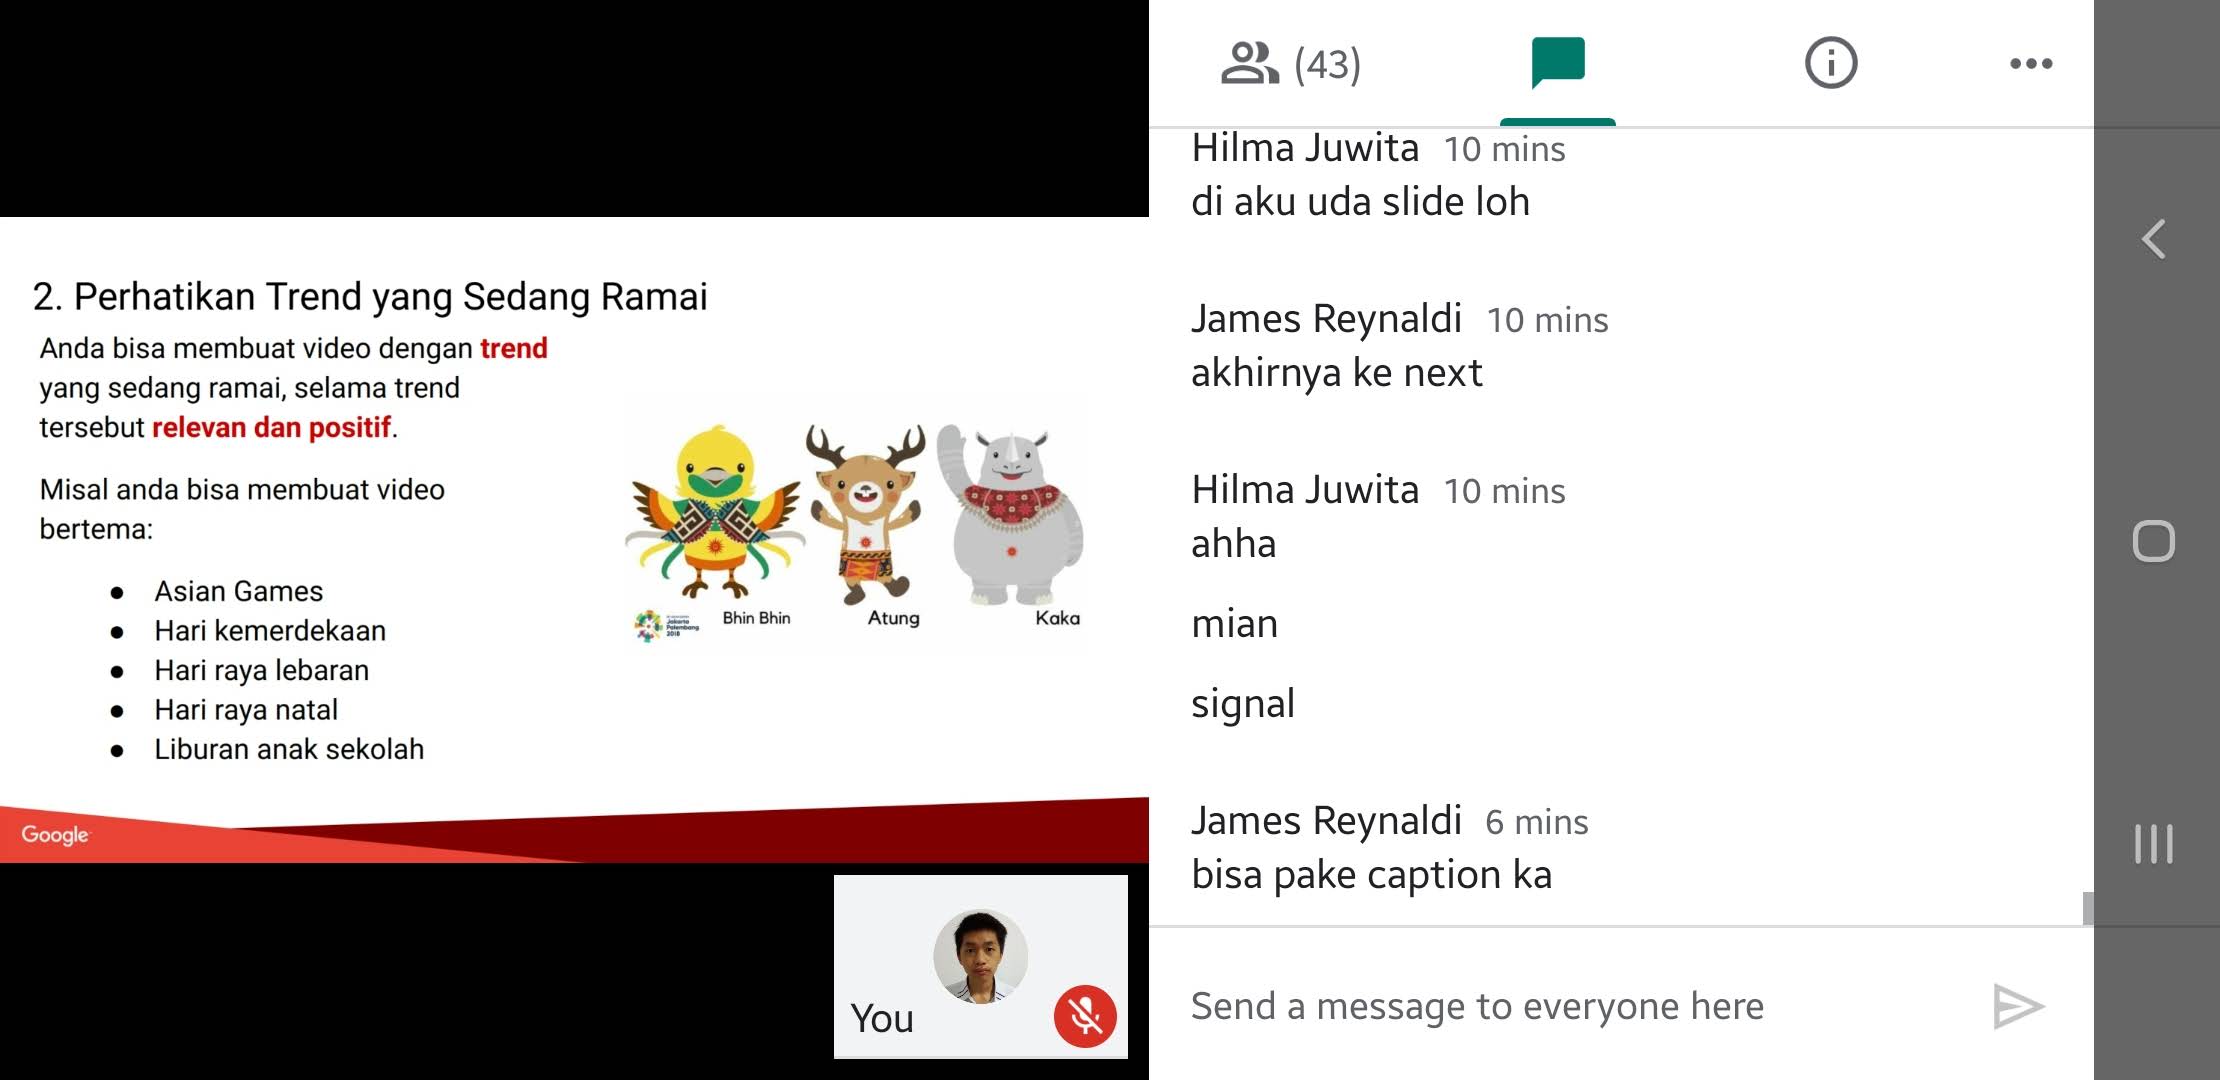 2. Perhatikan Trend yang Sedang Ramai
Anda bisa membuat video dengan trend
yang sedang ramai, selama trend
tersebut relevan dan positif.
Misal anda bisa membuat video
bertema:
● Asian Games
● Hari kemerdekaan
● Hari raya lebaran
● Hari raya natal
● Liburan anak sekolah
Jakarta
Palembang
2018
Bhin Bhin
Atung
Kaka
Google
You
(43)
Hilma Juwita 10 mins
di aku uda slide loh
James Reynaldi 10 mins
akhirnya ke next
Hilma Juwita 10 mins
ahha
mian
signal
James Reynaldi 6 mins
bisa pake caption ka
Send a message to everyone here